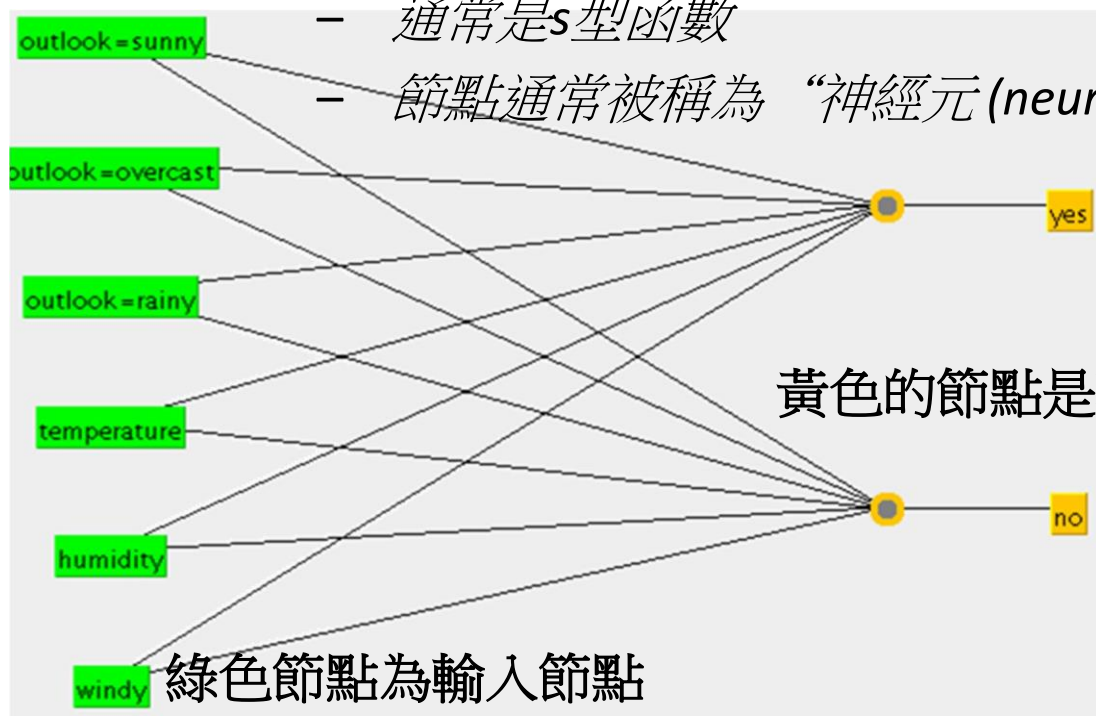 – 通常是s型函數
outlook=sunny
– 節點通常被稱為 “神經元 (neur
outlook=overcast
yes
outlook=rainy
黃色的節點是
temperature
no
humidity
windy
綠色節點為輸入節點